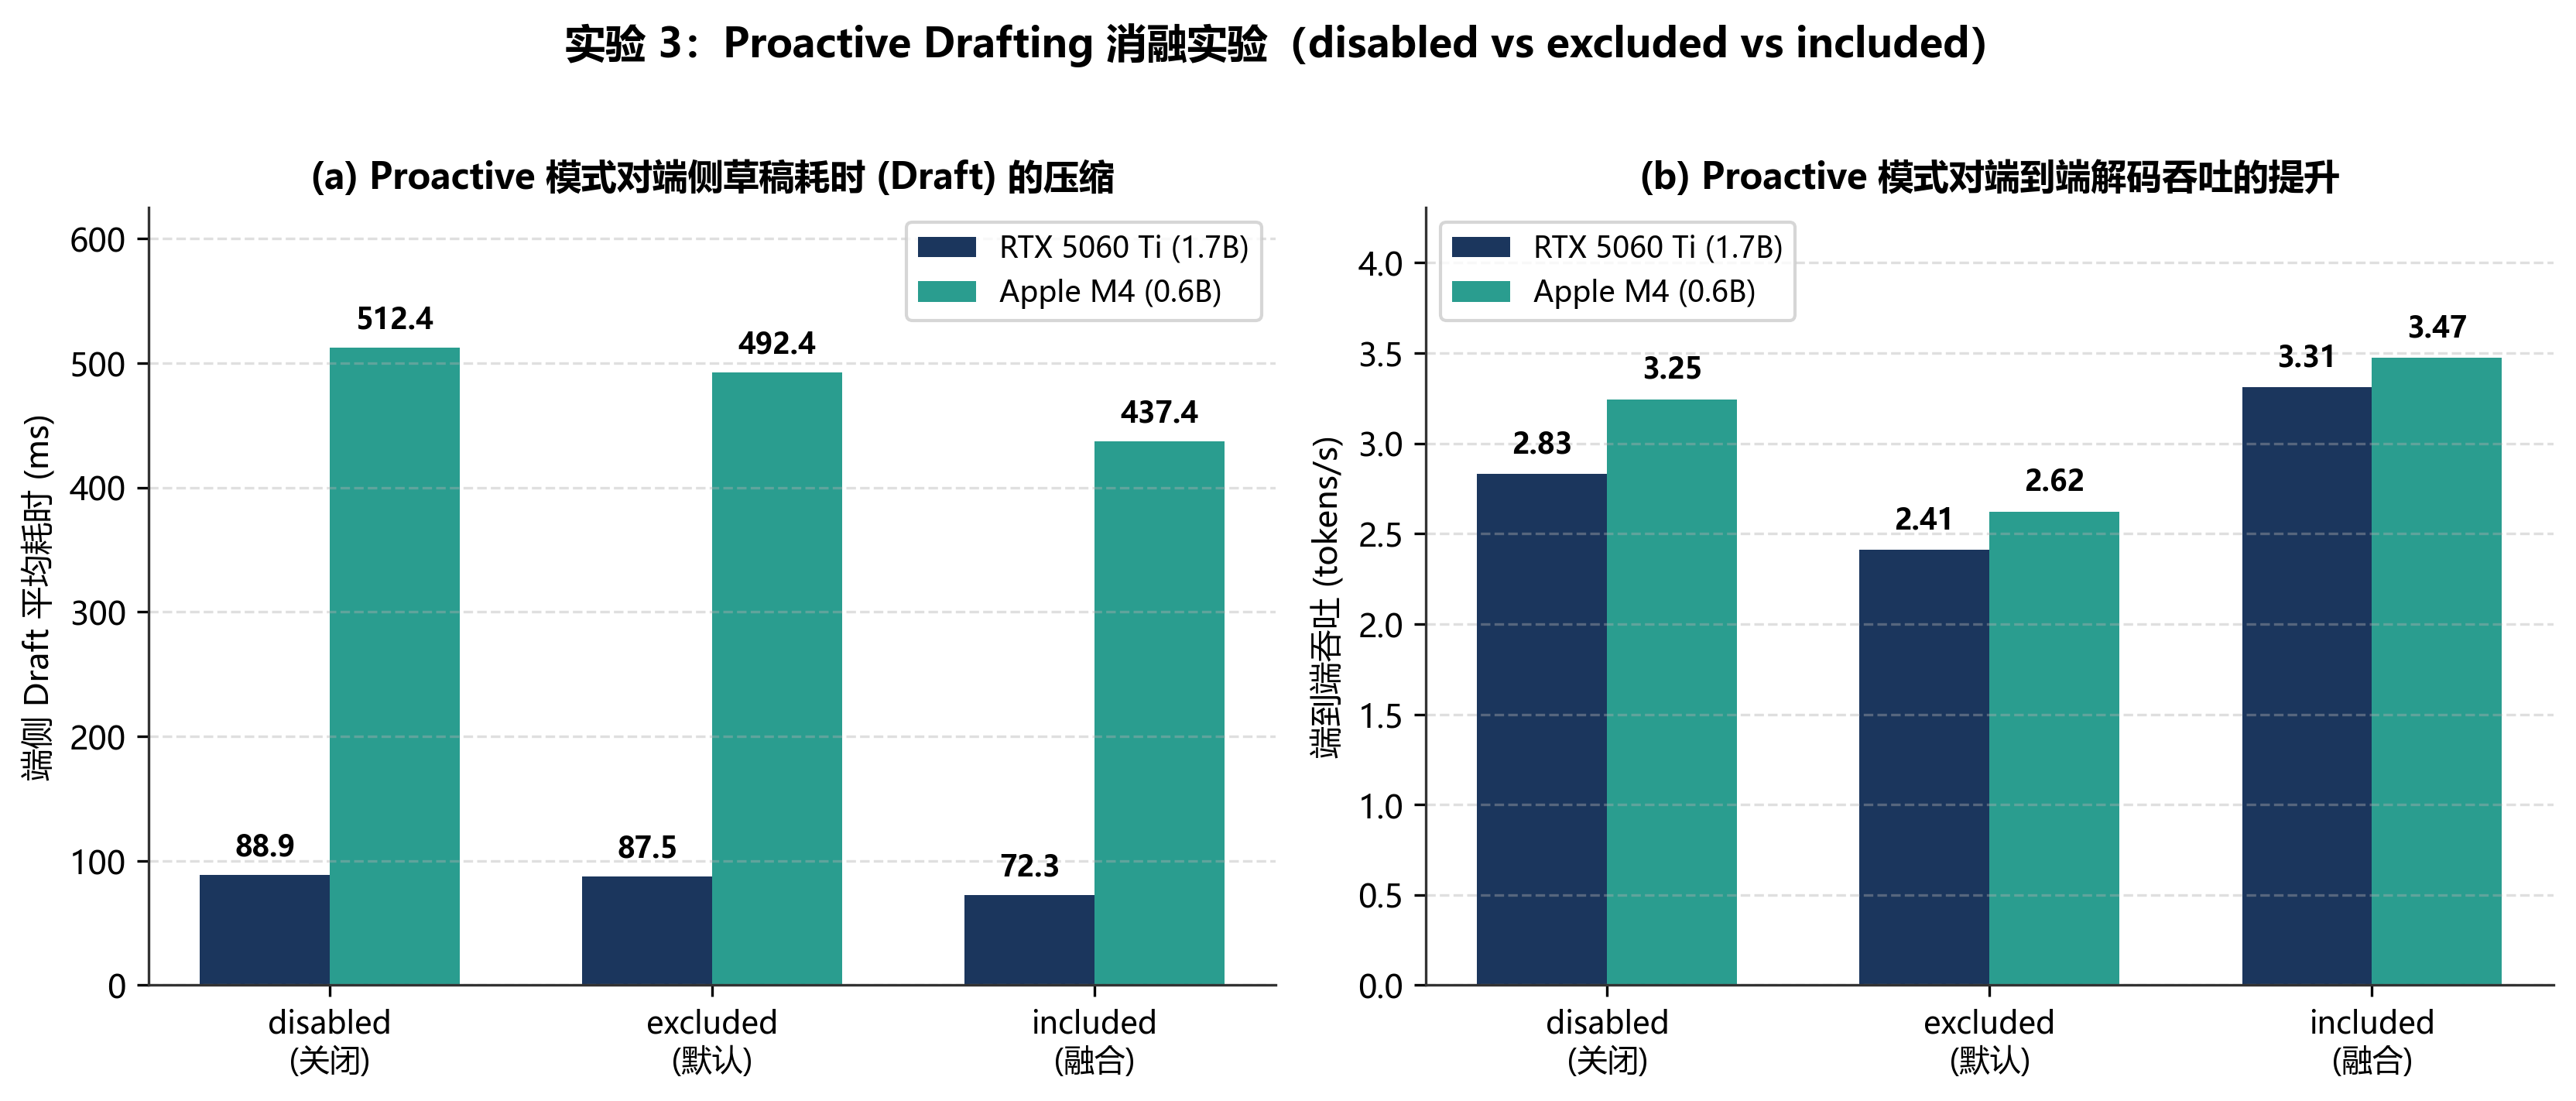 实验 3：Proactive Drafting 消融实验（disabled vs excluded vs included）
(a) Proactive 模式对端侧草稿耗时 (Draft) 的压缩
端侧 Draft 平均耗时 (ms)
600
500
400
300
200
100
0
RTX 5060 Ti (1.7B)
Apple M4 (0.6B)
88.9
512.4
87.5
492.4
72.3
437.4
disabled
(关闭)
excluded
(默认)
included
(融合)
(b) Proactive 模式对端到端解码吞吐的提升
端到端吞吐 (tokens/s)
4.0
3.5
3.0
2.5
2.0
1.5
1.0
0.5
0.0
RTX 5060 Ti (1.7B)
Apple M4 (0.6B)
2.83
3.25
2.41
2.62
3.31
3.47
disabled
(关闭)
excluded
(默认)
included
(融合)